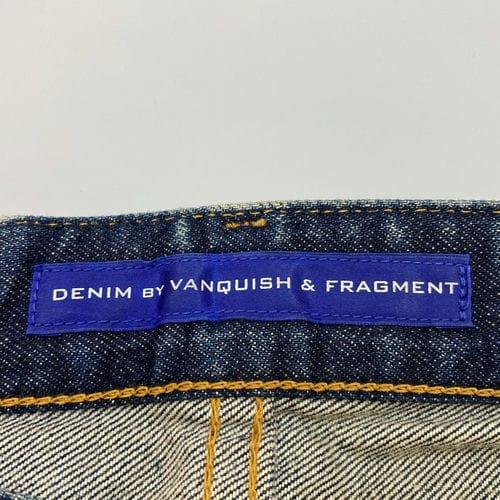 DENIM BY VANQUISH & FRAGMENT